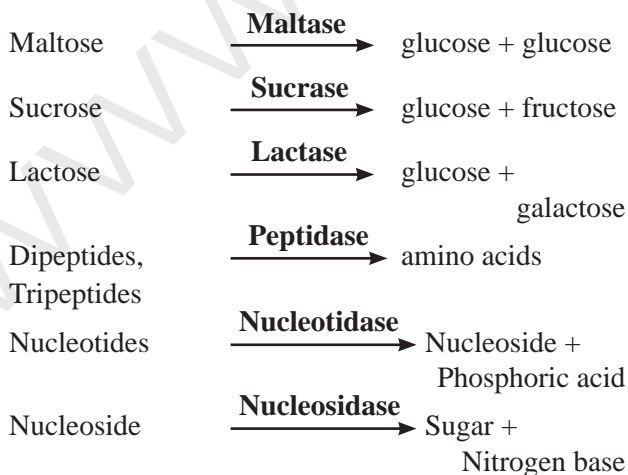 Maltose Maltase glucose + glucose
Sucrose Sucrase glucose + fructose
Lactose Lactase glucose +
galactose
Dipeptides, Peptidase amino acids
Tripeptides
Nucleotides Nucleotidase Nucleoside +
Phosphoric acid
Nucleoside Nucleosidase Sugar +
Nitrogen base